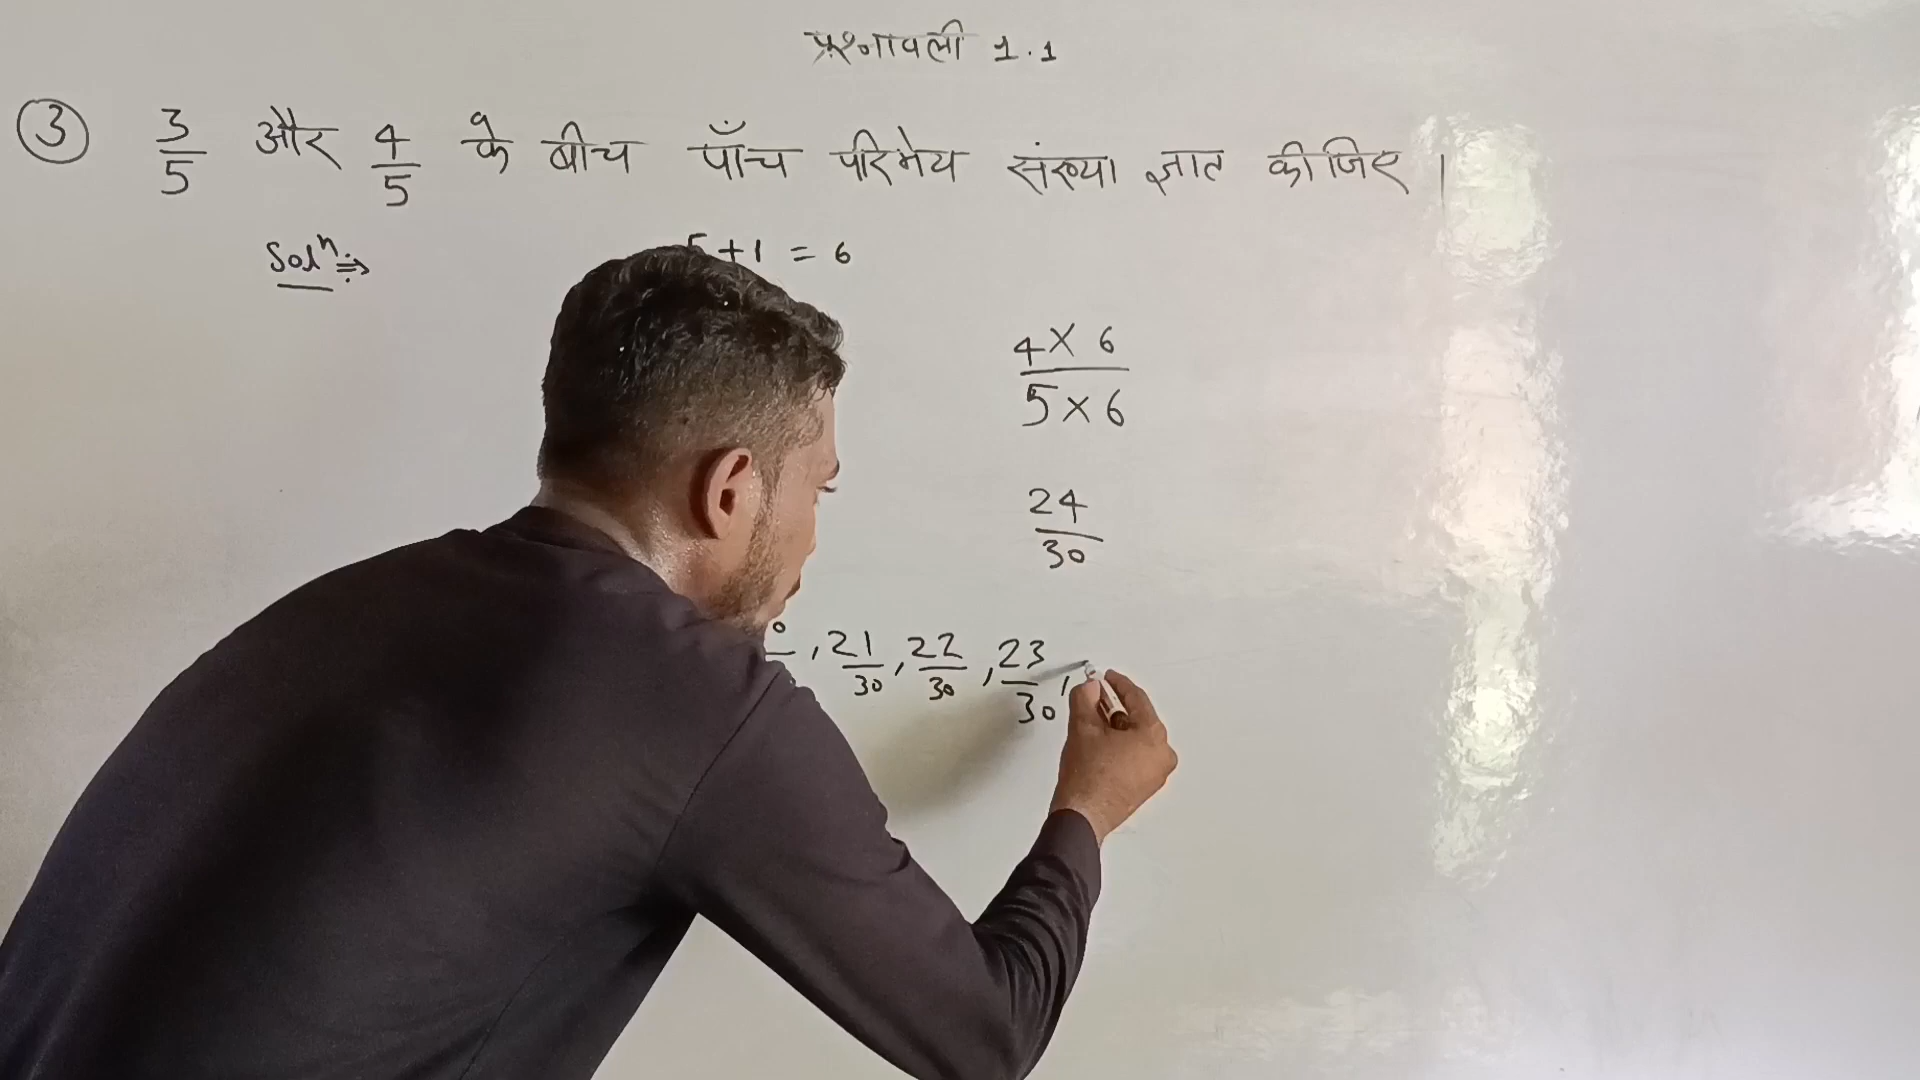 प्रश्नावली 1.1
③ 3/5 और 4/5 के बीच पाँच परिमेय संख्या ज्ञात कीजिए।
Solⁿ ⇒ 5+1 = 6
4×6
5×6
24
30
, 21/30, 22/30, 23/30,